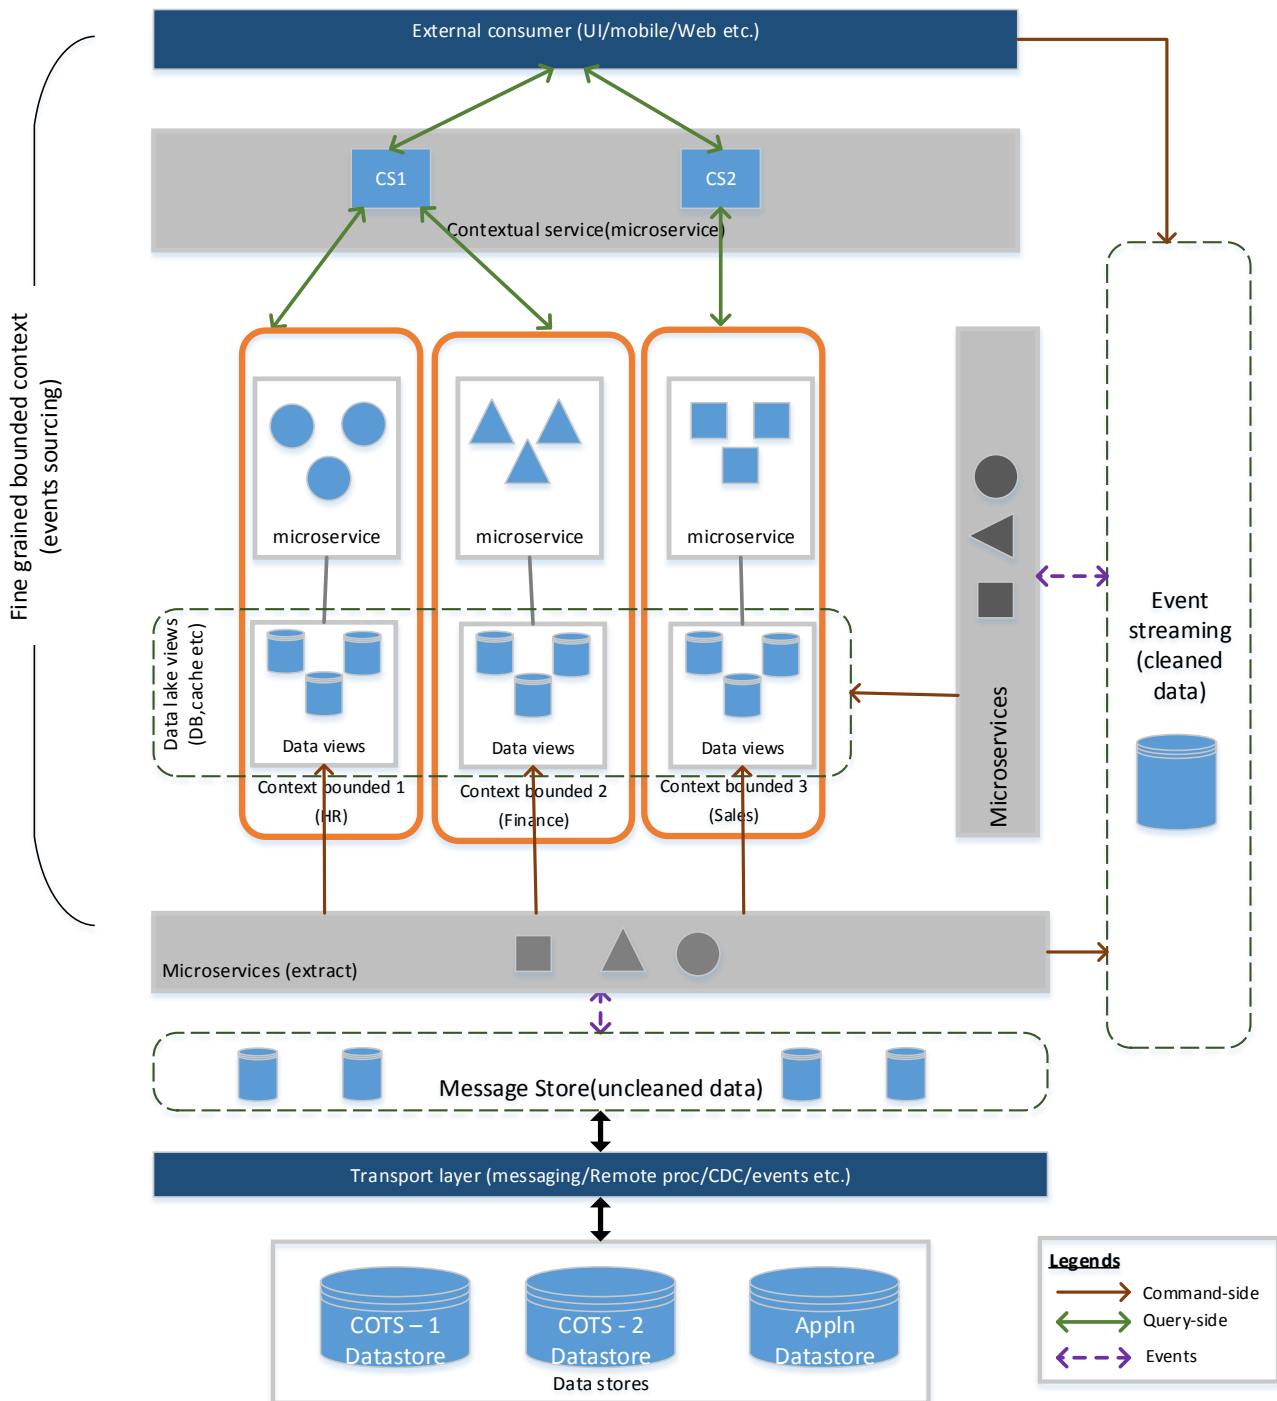 External consumer (UI/mobile/Web etc.)
CS1
CS2
Contextual service(microservice)
Fine grained bounded context
(events sourcing)
microservice
microservice
microservice
Data lake views
(DB,cache etc)
Data views
Data views
Data views
Context bounded 1
(HR)
Context bounded 2
(Finance)
Context bounded 3
(Sales)
Microservices
Event
streaming
(cleaned
data)
Microservices (extract)
Message Store(uncleaned data)
Transport layer (messaging/Remote proc/CDC/events etc.)
COTS – 1
Datastore
COTS - 2
Datastore
Appln
Datastore
Data stores
Legends
Command-side
Query-side
Events